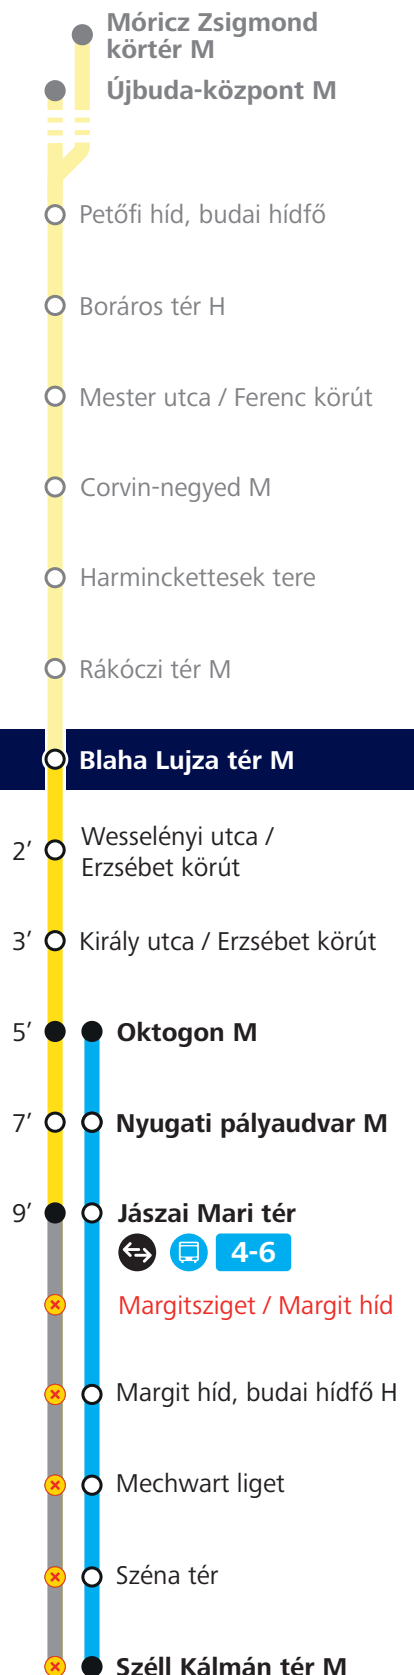 Móricz Zsigmond
körtér M
Újbuda-központ M
Petőfi híd, budai hídfő
Boráros tér H
Mester utca / Ferenc körút
Corvin-negyed M
Harminckettesek tere
Rákóczi tér M
Blaha Lujza tér M
2’ Wesselényi utca /
Erzsébet körút
3’ Király utca / Erzsébet körút
5’ Oktogon M
7’ Nyugati pályaudvar M
9’ Jászai Mari tér
4-6
Margitsziget / Margit híd
Margit híd, budai hídfő H
Mechwart liget
Széna tér
Széll Kálmán tér M